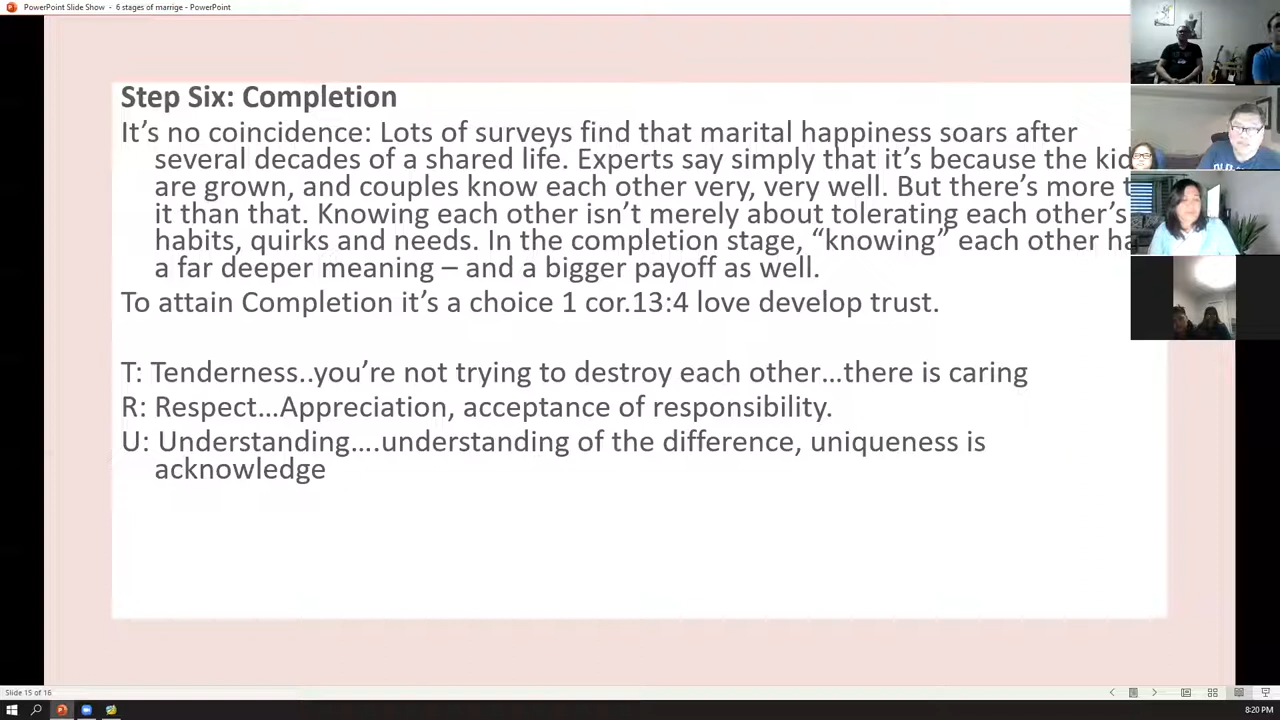 PowerPoint Slide Show - 6 stages of marrige - PowerPoint
Step Six: Completion
It’s no coincidence: Lots of surveys find that marital happiness soars after
several decades of a shared life. Experts say simply that it’s because the kid
are grown, and couples know each other very, very well. But there’s more t
it than that. Knowing each other isn’t merely about tolerating each other’s
habits, quirks and needs. In the completion stage, “knowing” each other ha
a far deeper meaning – and a bigger payoff as well.
To attain Completion it’s a choice 1 cor.13:4 love develop trust.
T: Tenderness..you’re not trying to destroy each other…there is caring
R: Respect…Appreciation, acceptance of responsibility.
U: Understanding….understanding of the difference, uniqueness is
acknowledge
Slide 15 of 16
8:20 PM